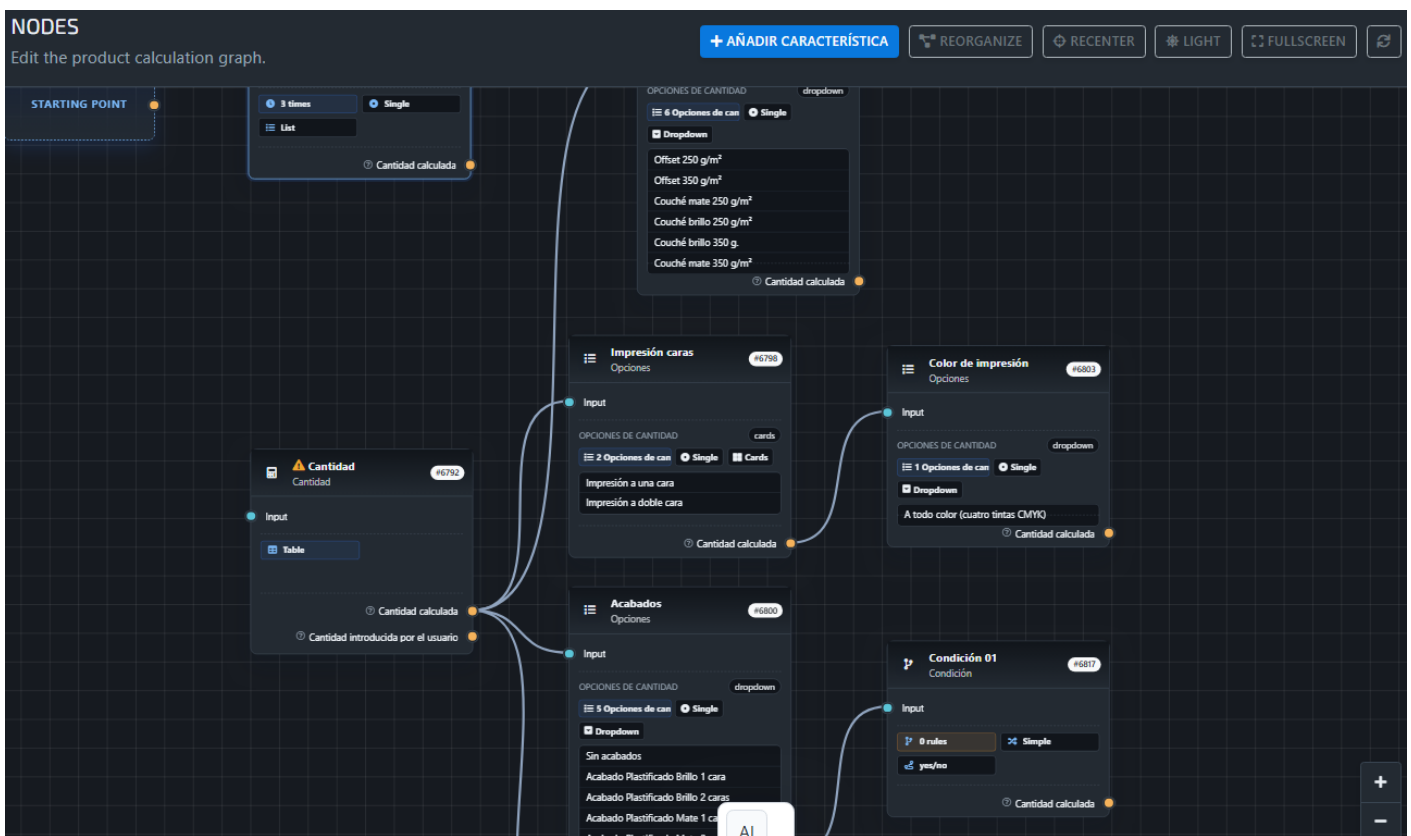 NODES
Edit the product calculation graph.
AÑADIR CARACTERÍSTICA
REORGANIZE
RECENTER
LIGHT
FULLSCREEN
STARTING POINT
3 times
Single
List
Cantidad calculada
OPCIONES DE CANTIDAD
dropdown
6 Opciones de can
Single
Dropdown
Offset 250 g/m²
Offset 350 g/m²
Couché mate 250 g/m²
Couché brillo 250 g/m²
Couché brillo 350 g.
Couché mate 350 g/m²
Cantidad calculada
Impresión caras
Opciones
#6798
Input
OPCIONES DE CANTIDAD
cards
2 Opciones de can
Single
Cards
Impresión a una cara
Impresión a doble cara
Cantidad calculada
Color de impresión
Opciones
#6803
Input
OPCIONES DE CANTIDAD
dropdown
1 Opciones de can
Single
Dropdown
A todo color (cuatro tintas CMYK)
Cantidad calculada
Cantidad
Cantidad
#6792
Input
Table
Cantidad calculada
Cantidad introducida por el usuario
Acabados
Opciones
#6800
Input
OPCIONES DE CANTIDAD
dropdown
5 Opciones de can
Single
Dropdown
Sin acabados
Acabado Plastificado Brillo 1 cara
Acabado Plastificado Brillo 2 caras
Acabado Plastificado Mate 1 ca
Condición 01
Condición
#6817
Input
0 rules
Simple
yes/no
Cantidad calculada
+
−
AI